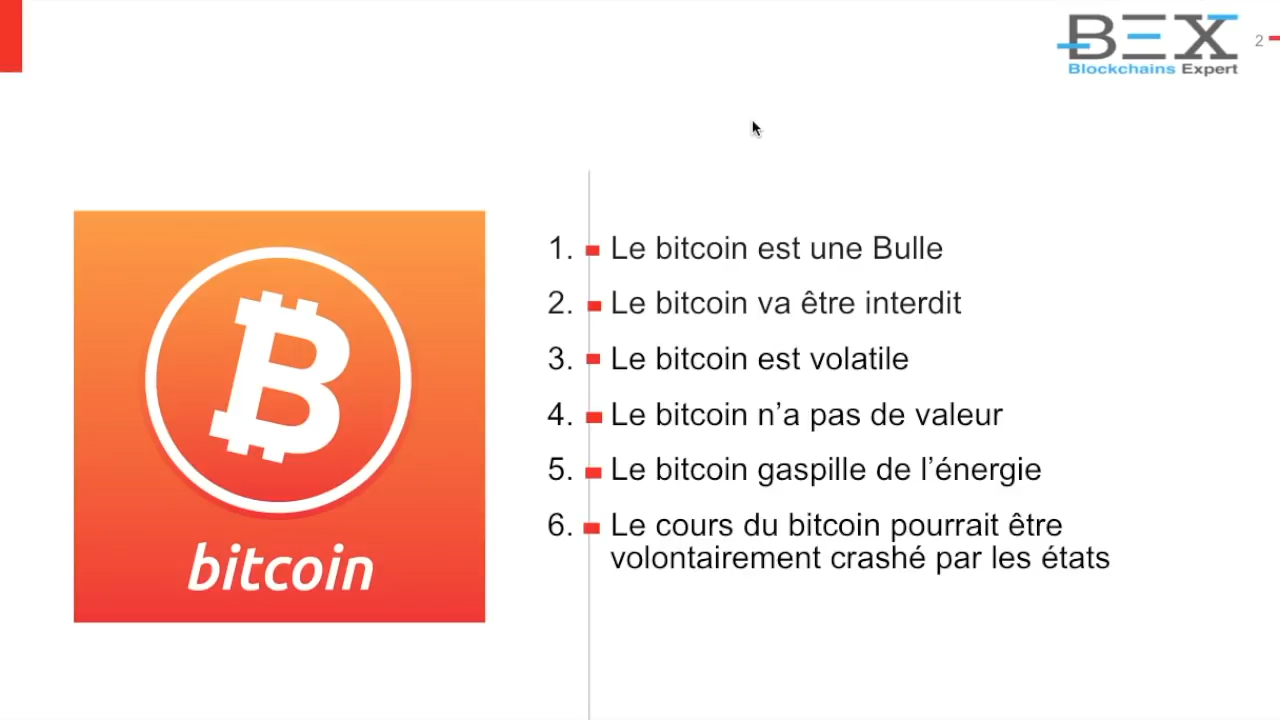 BEX
Blockchains Expert
2
1. Le bitcoin est une Bulle
2. Le bitcoin va être interdit
3. Le bitcoin est volatile
4. Le bitcoin n’a pas de valeur
5. Le bitcoin gaspille de l’énergie
6. Le cours du bitcoin pourrait être
volontairement crashé par les états
bitcoin